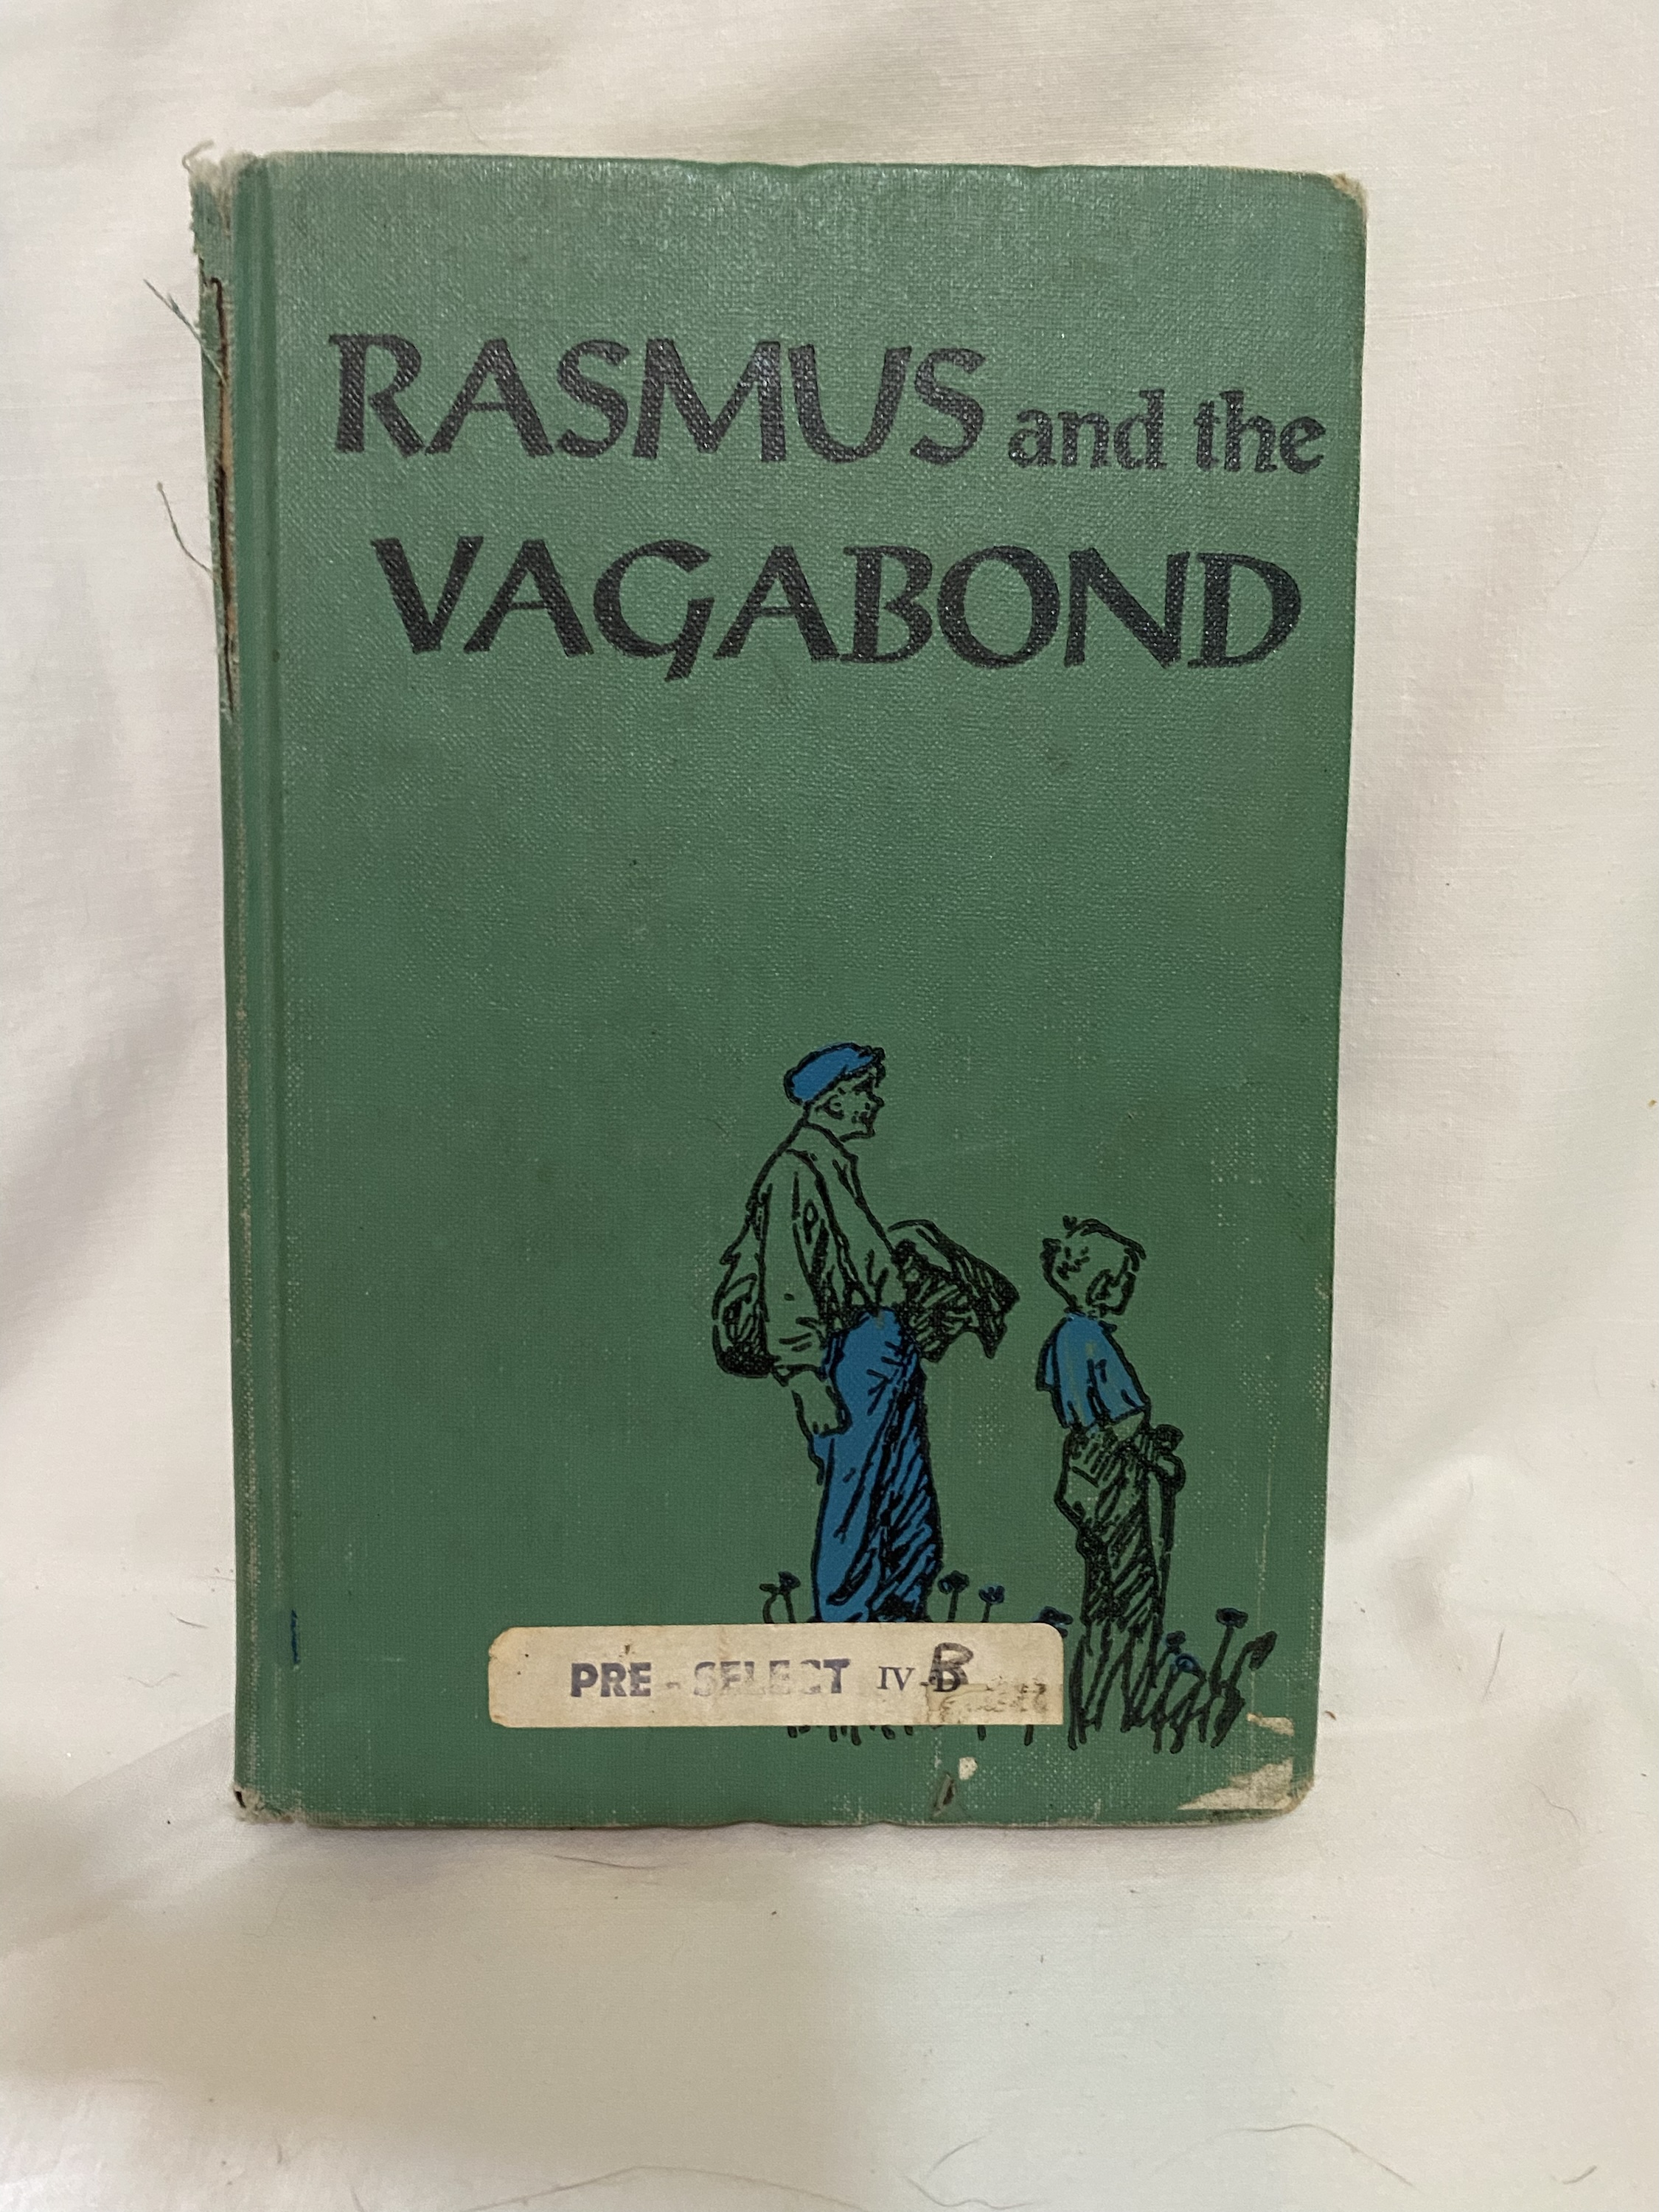 RASMUS and the
VAGABOND
PRE - SELECT IV-B